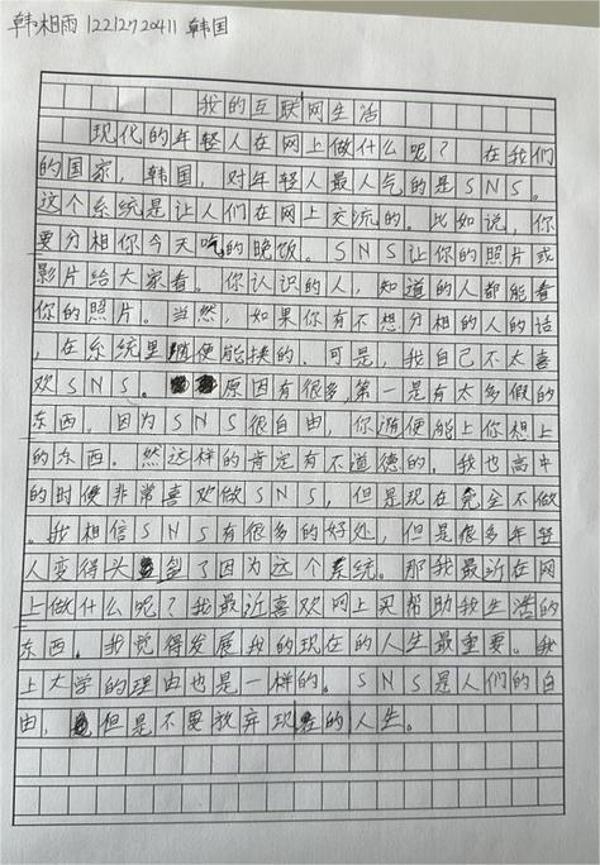 韩相雨 12212720411 韩国
我的互联网生活
现化的年轻人在网上做什么呢？ 在我们
的国家，韩国，对年轻人最人气的是SNS。
这个系统是让人们在网上交流的。比如说，你
要分相你今天吃的晚饭。SNS让你的照片或
影片给大家看。你认识的人，知道的人都能看
你的照片。当然，如果你有不想分相的人的话
，在系统里随便能换的。可是，我自己不太喜
欢SNS。原因有很多，第一是有太多假的
东西，因为SNS很自由，你随便能上你想上
的东西。然这样的肯定有不道德的。我也高中
的时候非常喜欢做SNS，但是现在完全不做
。我相信SNS有很多的好处，但是很多年轻
人变得头了因为这个系统。那我最近在网
上做什么呢？我最近喜欢网上买帮助我生活的
东西。我觉得发展我的现在的人生最重要。我
上大学的理由也是一样的。SNS是人们的自
由，但是不要放弃现在的人生。